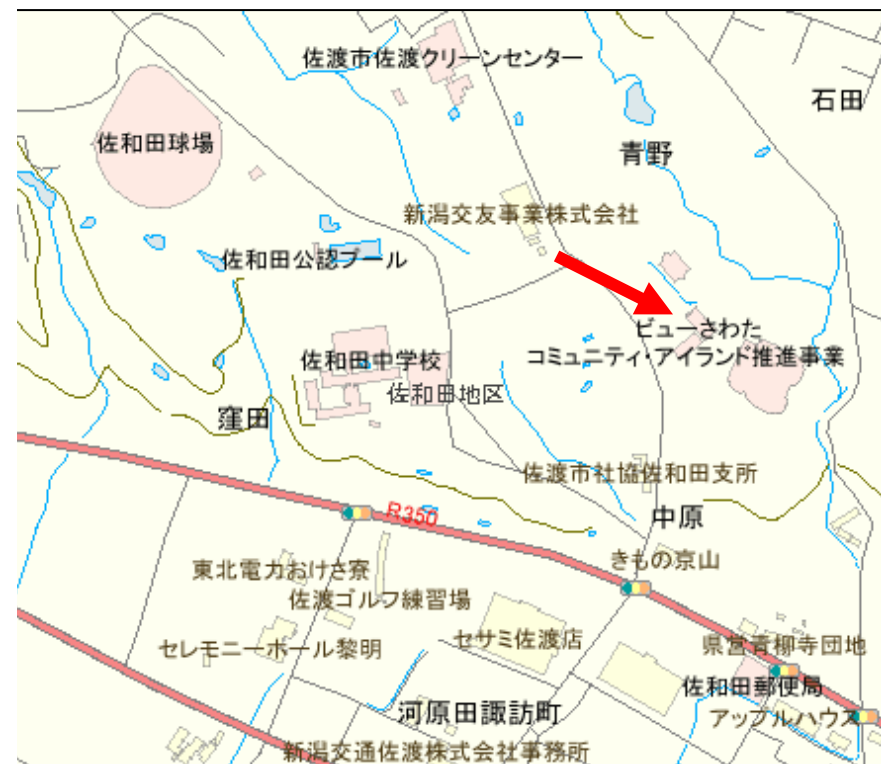 佐渡市佐渡クリーンセンター
石田
佐和田球場
青野
新潟交友事業株式会社
佐和田公認プール
ビューさわた
コミュニティ・アイランド推進事業
佐和田中学校
佐和田地区
窪田
佐渡市社協佐和田支所
R350
中原
きもの京山
東北電力おけさ寮
佐渡ゴルフ練習場
セレモニーホール黎明
セサミ佐渡店
県営青柳寺団地
佐和田郵便局
河原田諏訪町
アップルハウス
新潟交通佐渡株式会社事務所